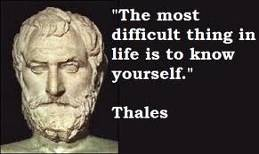 "The most
difficult thing in
life is to know
yourself."
Thales